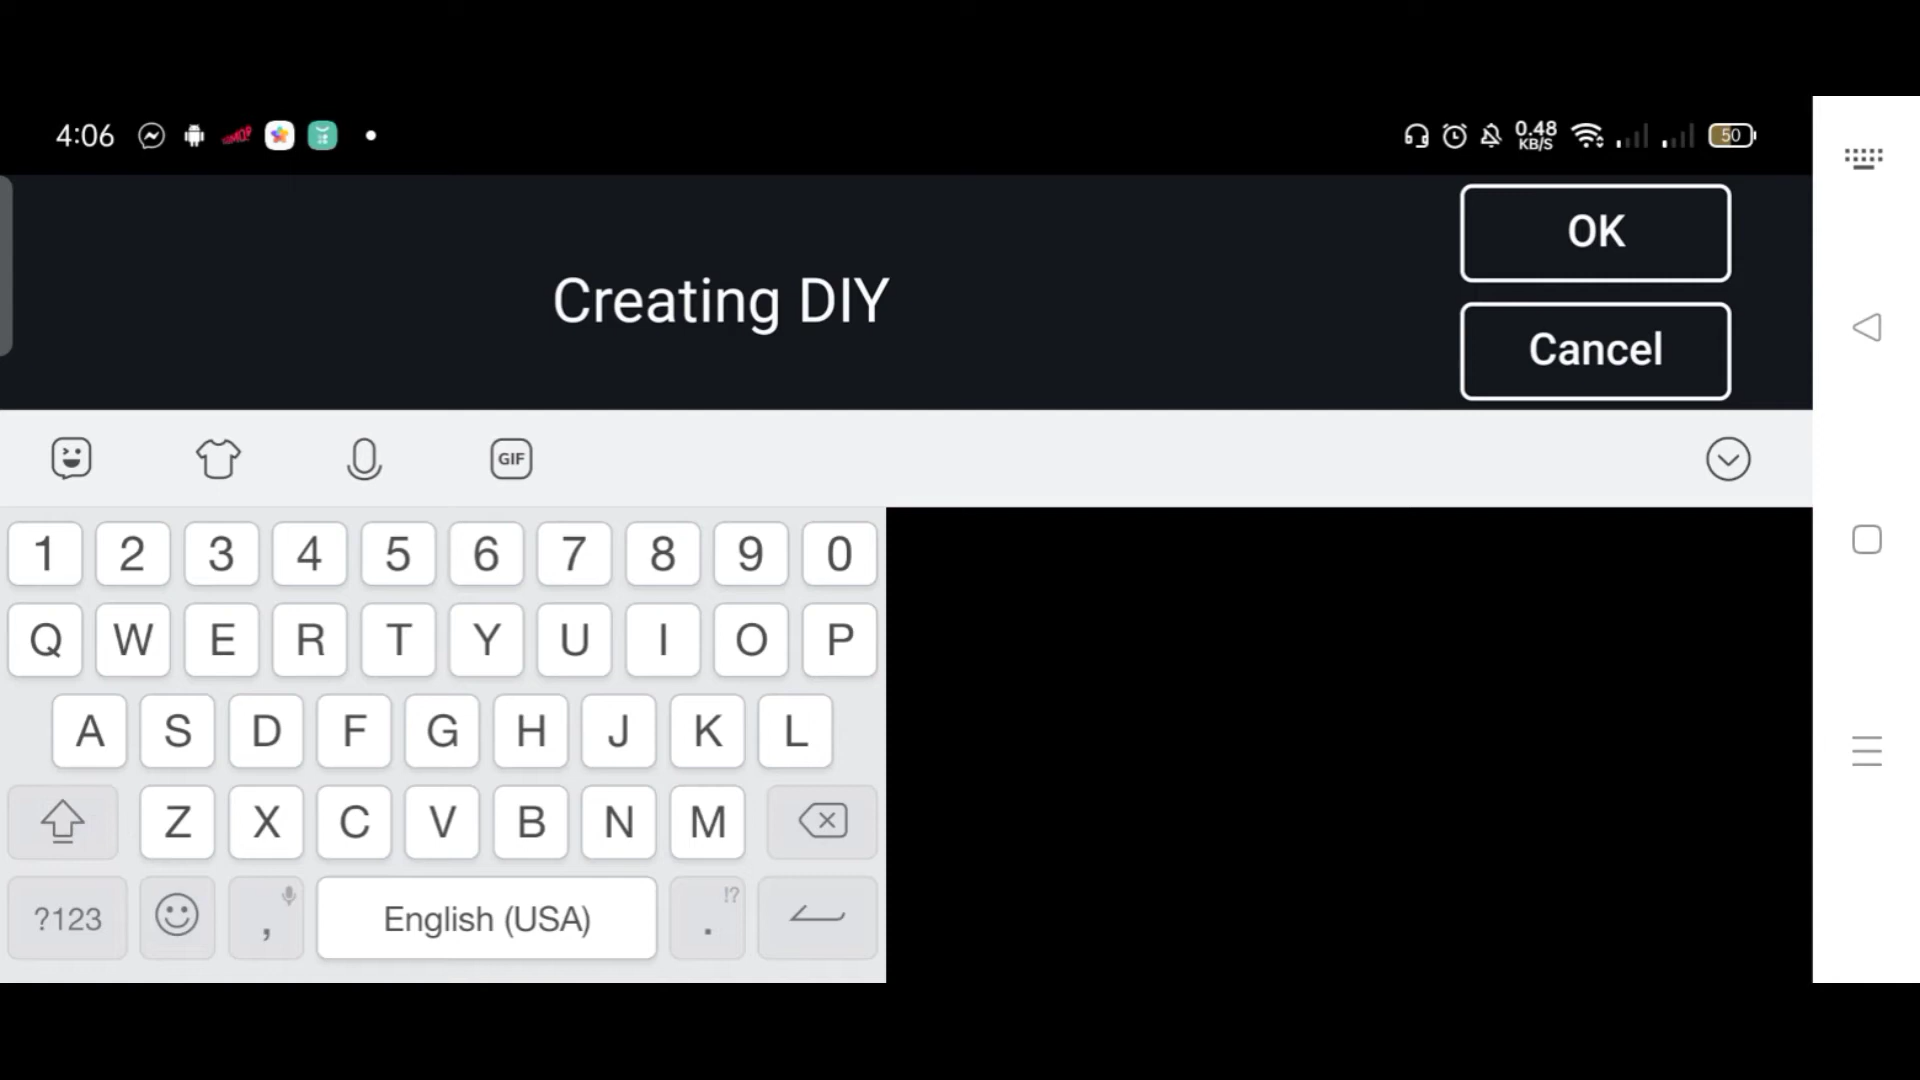 4:06
0.48
KB/S
50
OK
Creating DIY
Cancel
GIF
1 2 3 4 5 6 7 8 9 0
Q W E R T Y U I O P
A S D F G H J K L
Z X C V B N M
?123 , English (USA) . !?